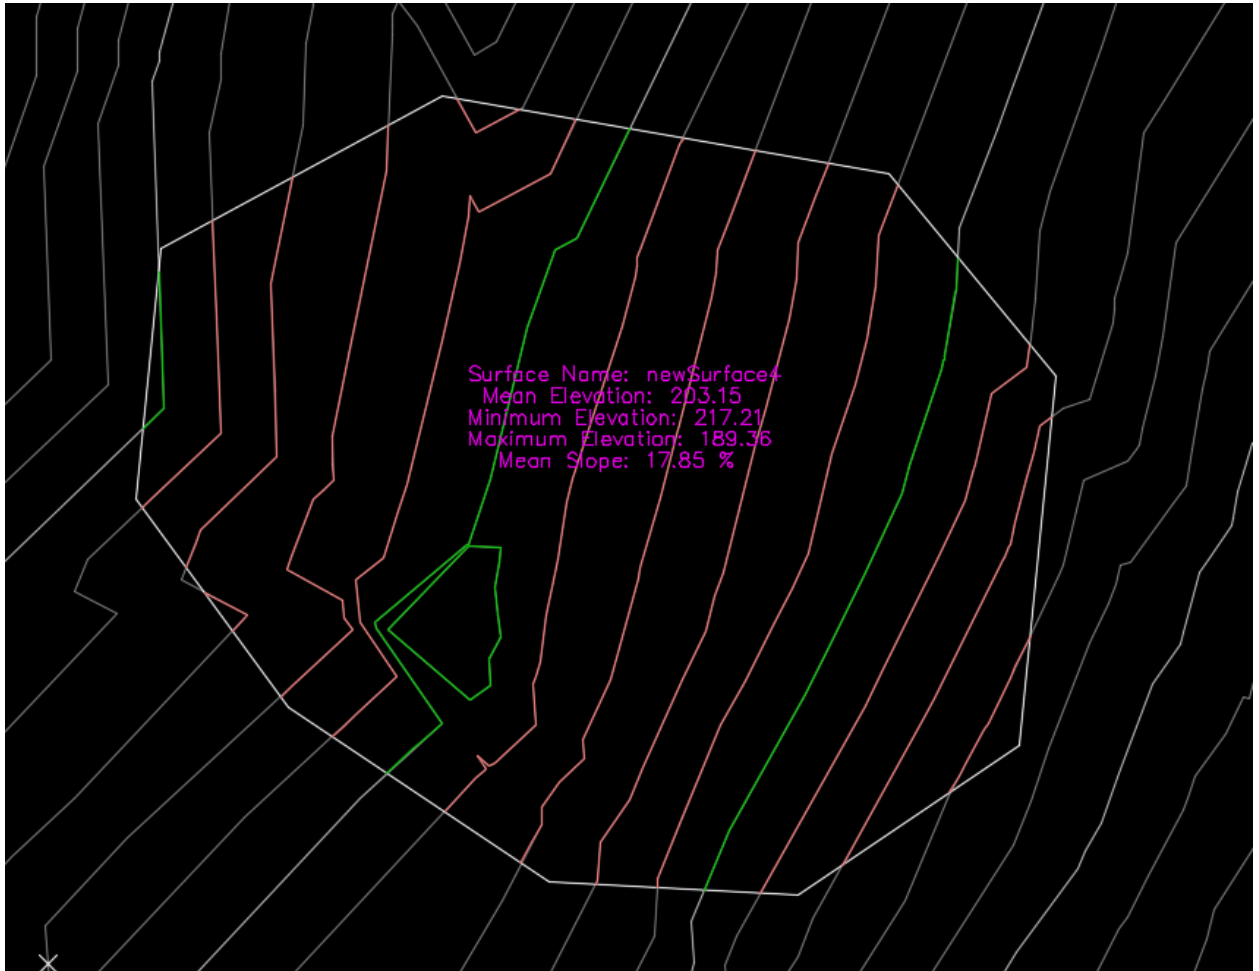 Surface Name: newSurface4
Mean Elevation: 203.15
Minimum Elevation: 217.21
Maximum Elevation: 189.36
Mean Slope: 17.85 %